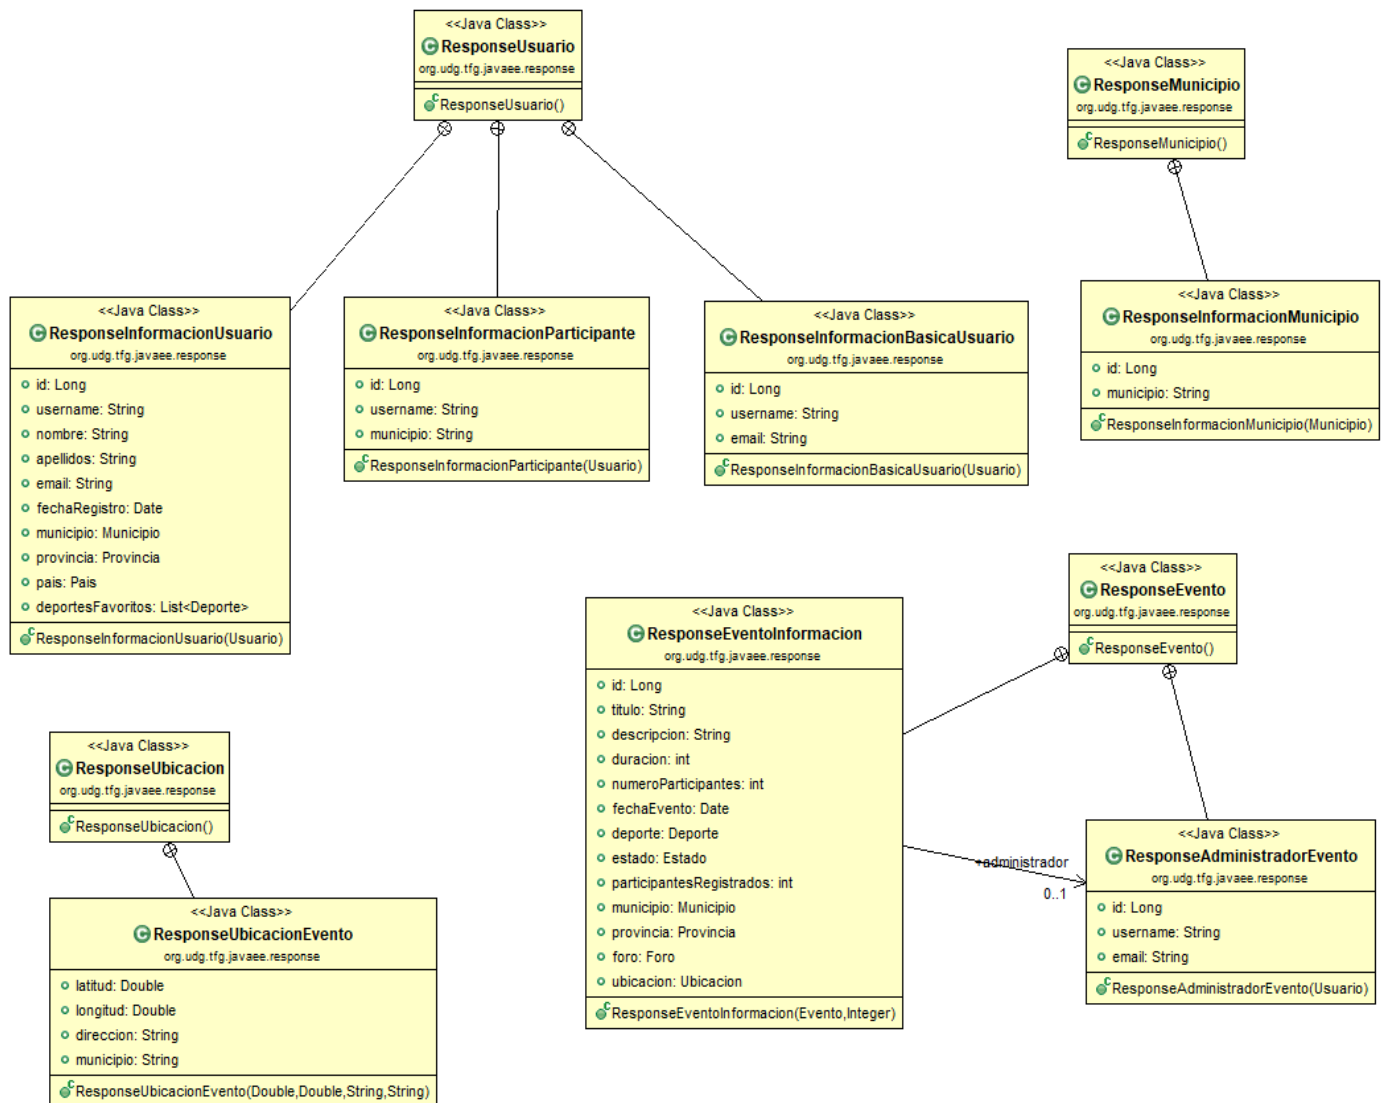 <<Java Class>>
ResponseUsuario
org.udg.tfg.javaee.response
ResponseUsuario()
<<Java Class>>
ResponseMunicipio
org.udg.tfg.javaee.response
ResponseMunicipio()
<<Java Class>>
ResponseInformacionUsuario
org.udg.tfg.javaee.response
id: Long
username: String
nombre: String
apellidos: String
email: String
fechaRegistro: Date
municipio: Municipio
provincia: Provincia
pais: Pais
deportesFavoritos: List<Deporte>
ResponseInformacionUsuario(Usuario)
<<Java Class>>
ResponseInformacionParticipante
org.udg.tfg.javaee.response
id: Long
username: String
municipio: String
ResponseInformacionParticipante(Usuario)
<<Java Class>>
ResponseInformacionBasicaUsuario
org.udg.tfg.javaee.response
id: Long
username: String
email: String
ResponseInformacionBasicaUsuario(Usuario)
<<Java Class>>
ResponseInformacionMunicipio
org.udg.tfg.javaee.response
id: Long
municipio: String
ResponseInformacionMunicipio(Municipio)
<<Java Class>>
ResponseEvento
org.udg.tfg.javaee.response
ResponseEvento()
<<Java Class>>
ResponseEventoInformacion
org.udg.tfg.javaee.response
id: Long
titulo: String
descripcion: String
duracion: int
numeroParticipantes: int
fechaEvento: Date
deporte: Deporte
estado: Estado
participantesRegistrados: int
municipio: Municipio
provincia: Provincia
foro: Foro
ubicacion: Ubicacion
ResponseEventoInformacion(Evento,Integer)
+administrador
0..1
<<Java Class>>
ResponseAdministradorEvento
org.udg.tfg.javaee.response
id: Long
username: String
email: String
ResponseAdministradorEvento(Usuario)
<<Java Class>>
ResponseUbicacion
org.udg.tfg.javaee.response
ResponseUbicacion()
<<Java Class>>
ResponseUbicacionEvento
org.udg.tfg.javaee.response
latitud: Double
longitud: Double
direccion: String
municipio: String
ResponseUbicacionEvento(Double,Double,String,String)